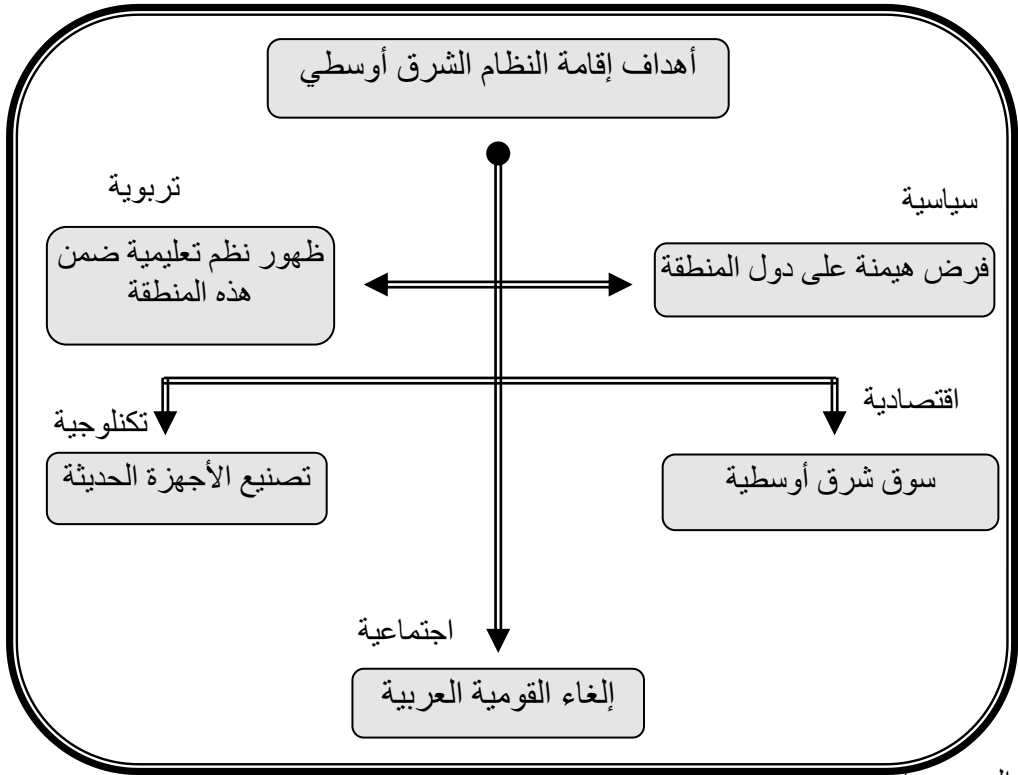 أهداف إقامة النظام الشرق أوسطي
سياسية
فرض هيمنة على دول المنطقة
تربوية
ظهور نظم تعليمية ضمن
هذه المنطقة
اقتصادية
سوق شرق أوسطية
تكنلوجية
تصنيع الأجهزة الحديثة
اجتماعية
إلغاء القومية العربية